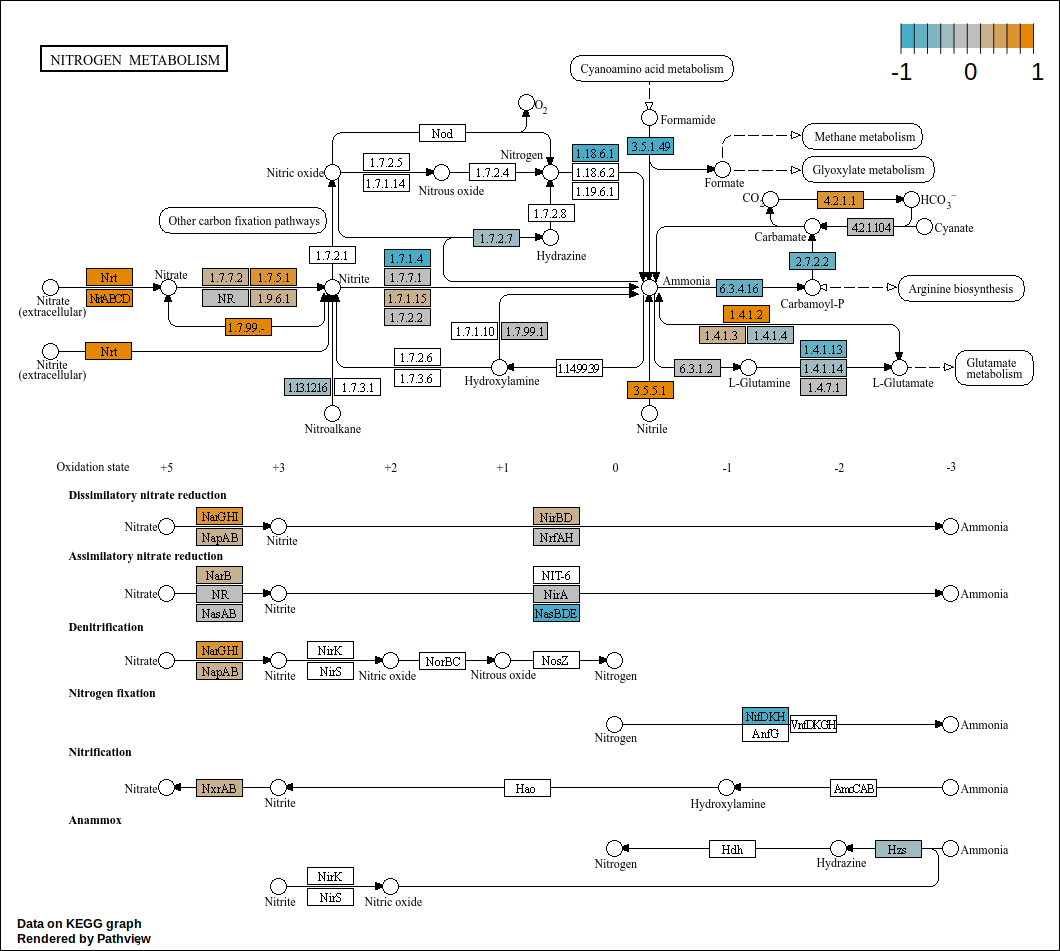 NITROGEN METABOLISM
-1 0 1
Cyanoamino acid metabolism
O2
Formamide
Nod
Methane metabolism
Nitrogen
1.18.6.1
3.5.1.49
1.7.2.5
Nitric oxide
1.7.2.4
1.18.6.2
Glyoxylate metabolism
1.7.1.14
Nitrous oxide
1.19.6.1
Formate
CO2
4.2.1.1
HCO3−
Other carbon fixation pathways
1.7.2.8
4.2.1.104
Cyanate
1.7.2.7
Carbamate
1.7.2.1
Hydrazine
1.7.1.4
2.7.2.2
Nrt
Nitrate
1.7.7.2
1.7.5.1
Nitrite
1.7.7.1
Ammonia
6.3.4.16
Arginine biosynthesis
NrtABCD
NR
1.9.6.1
1.7.1.15
Nitrate
(extracellular)
Carbamoyl-P
1.7.2.2
1.4.1.2
1.7.99.-
1.7.1.10
1.7.99.1
1.4.1.3
1.4.1.4
Nrt
1.4.1.13
1.7.2.6
Nitrite
(extracellular)
1.7.3.6
Hydroxylamine
1.14.99.39
6.3.1.2
1.4.1.14
L-Glutamine
L-Glutamate
Glutamate
metabolism
1.13.12.16
1.7.3.1
3.5.5.1
1.4.7.1
Nitroalkane
Nitrile
Oxidation state +5 +3 +2 +1 0 -1 -2 -3
Dissimilatory nitrate reduction
NarGHI
NirBD
Nitrate
Ammonia
NapAB
Nitrite
NrfAH
Assimilatory nitrate reduction
NarB
NIT-6
Nitrate
NR
NirA
Ammonia
Nitrite
NasAB
NasBDE
Denitrification
NarGHI
NirK
Nitrate
NorBC
NosZ
NapAB
Nitrite
NirS
Nitric oxide
Nitrous oxide
Nitrogen
Nitrogen fixation
NifDKH
VnfDKGH
Ammonia
AnfG
Nitrogen
Nitrification
Nitrate
NxrAB
Hao
AmoCAB
Ammonia
Nitrite
Hydroxylamine
Anammox
Hdh
Hzs
Ammonia
Nitrogen
Hydrazine
NirK
NirS
Nitrite
Nitric oxide
Data on KEGG graph
Rendered by Pathview